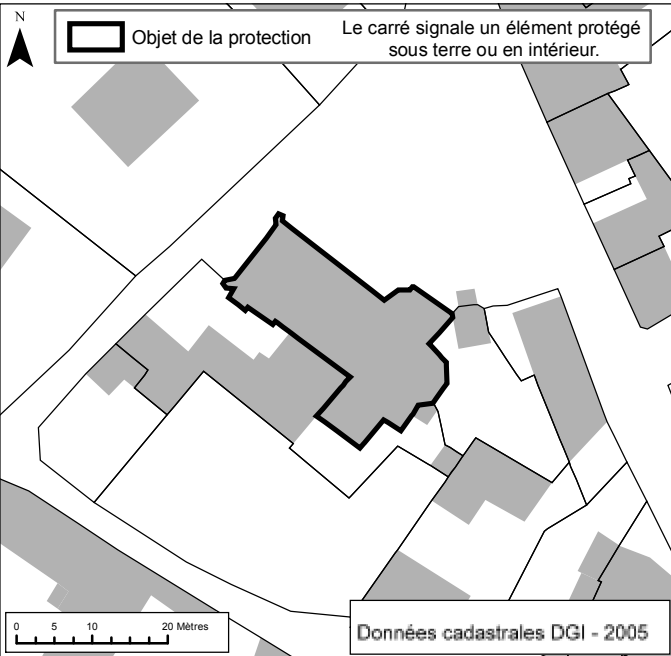 N
Objet de la protection
Le carré signale un élément protégé
sous terre ou en intérieur.
0 5 10 20 Mètres
Données cadastrales DGI - 2005